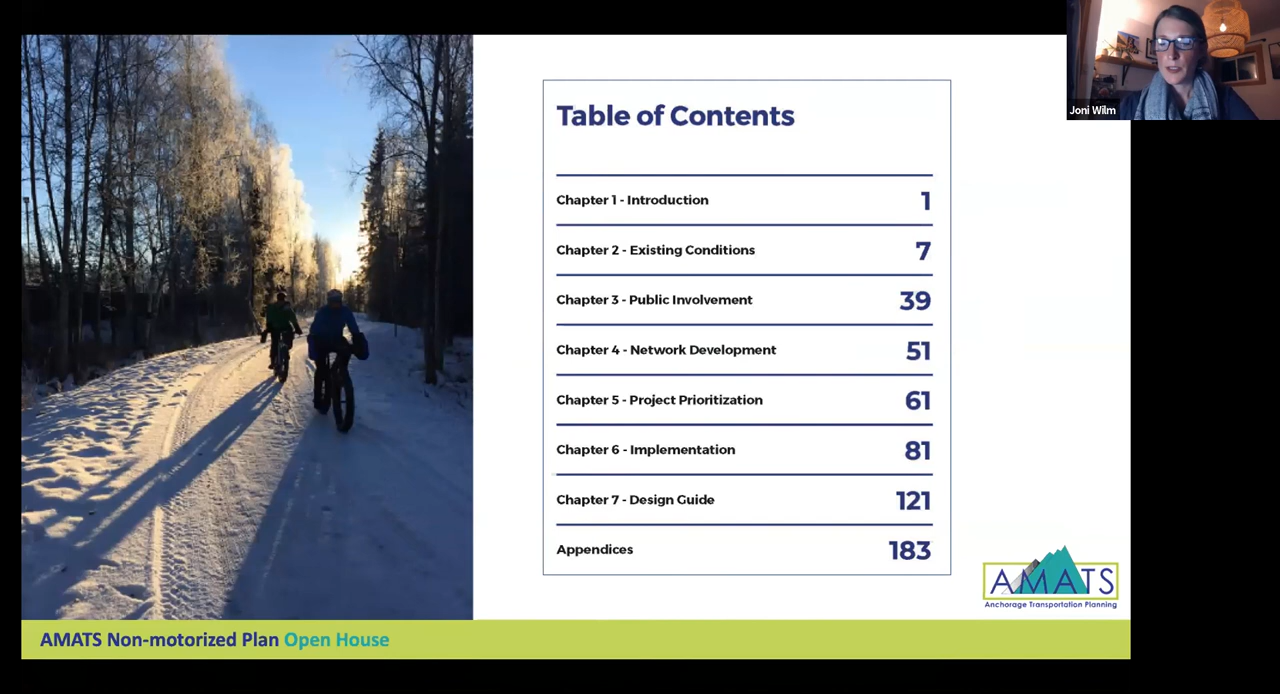 Joni Wilm
Table of Contents
Chapter 1 - Introduction 1
Chapter 2 - Existing Conditions 7
Chapter 3 - Public Involvement 39
Chapter 4 - Network Development 51
Chapter 5 - Project Prioritization 61
Chapter 6 - Implementation 81
Chapter 7 - Design Guide 121
Appendices 183
AMATS
Anchorage Transportation Planning
AMATS Non-motorized Plan Open House